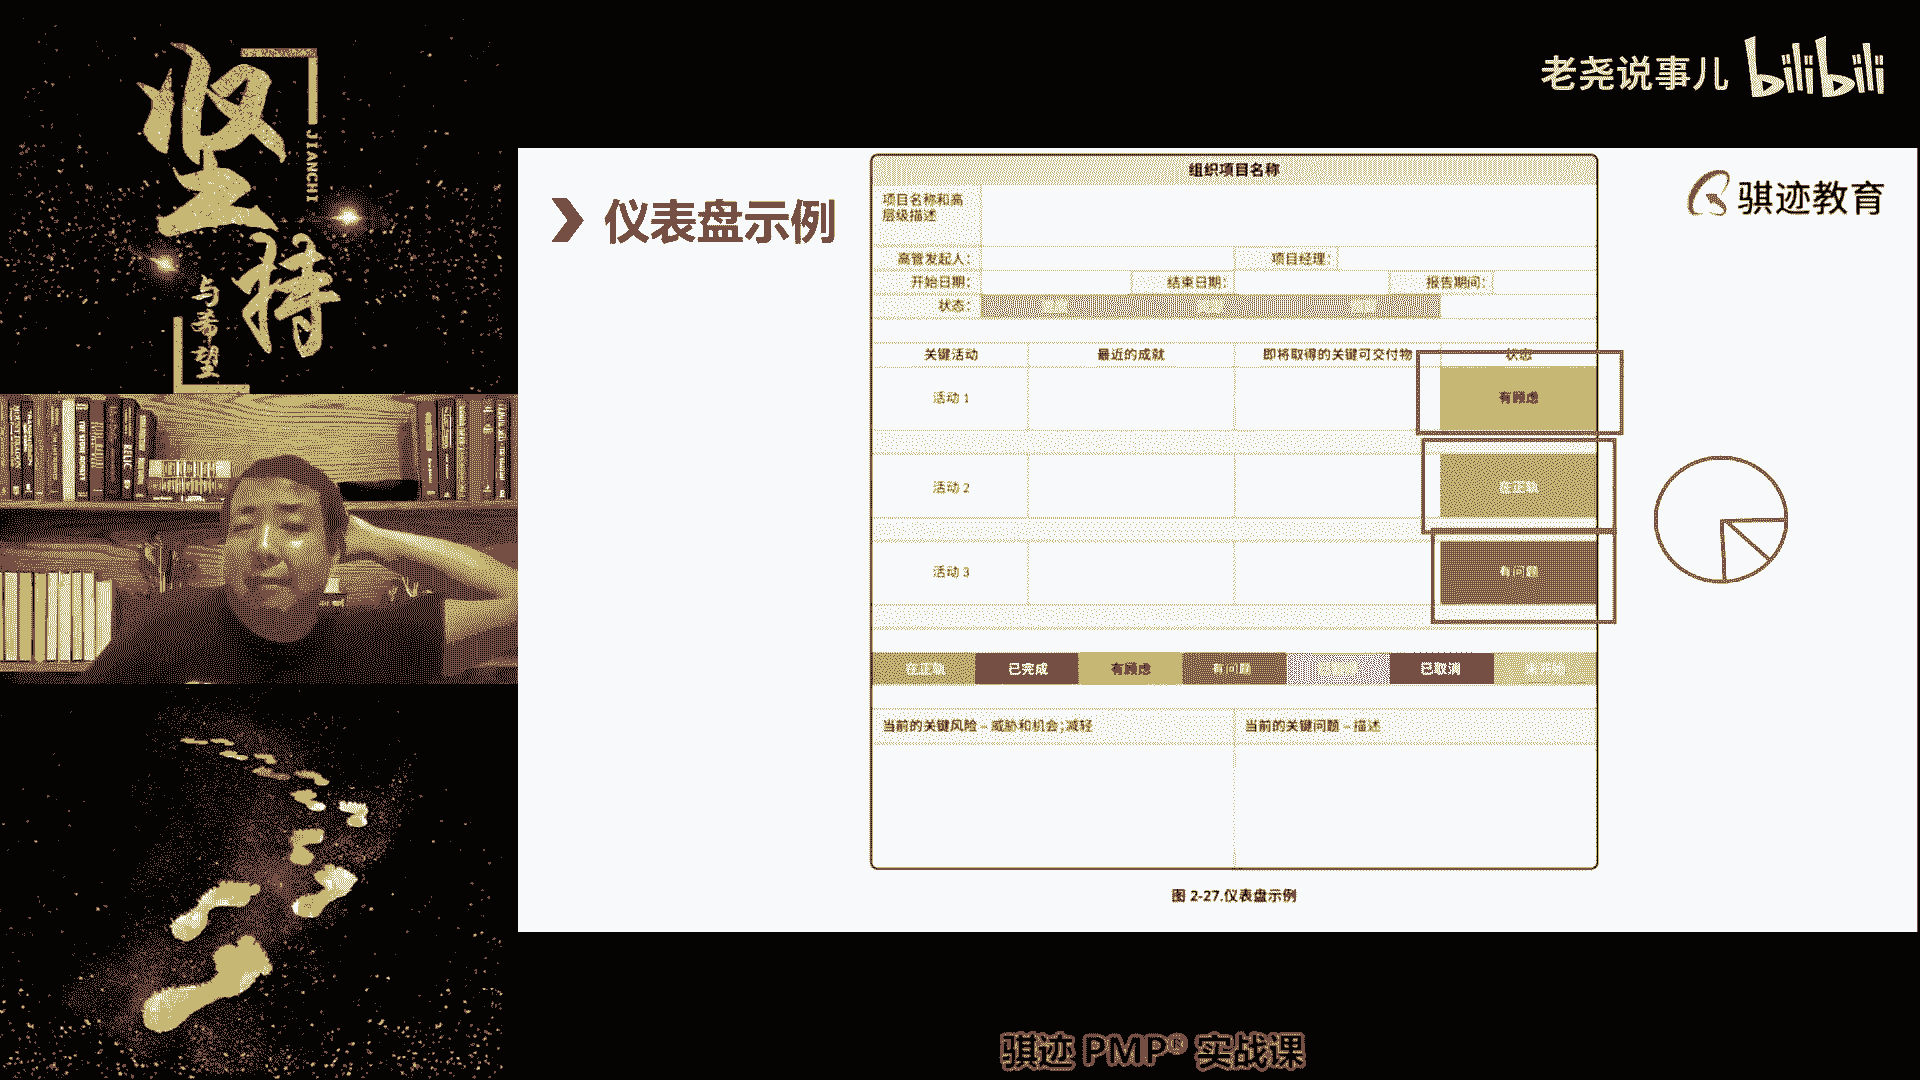 坚持
JIANCHI
与希望
老尧说事儿 bilibili
仪表盘示例
骐迹教育
组织项目名称
项目名称和高
层级描述
高管发起人：
项目经理：
开始日期：
结束日期：
报告期间：
状态：
关键活动
最近的成就
即将取得的关键可交付物
状态
活动 1
有顾虑
活动 2
在正轨
活动 3
有问题
在正轨
已完成
有顾虑
有问题
已取消
当前的关键风险 – 威胁和机会;减轻
当前的关键问题 – 描述
图 2-27.仪表盘示例
骐迹 PMP® 实战课